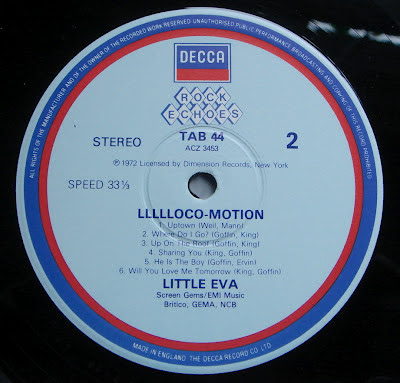 ALL RIGHTS OF THE MANUFACTURER AND OF THE OWNER OF THE RECORDED WORK RESERVED UNAUTHORISED PUBLIC PERFORMANCE BROADCASTING AND COPYING OF THIS RECORD PROHIBITED
DECCA
ROCK
ECHOES
STEREO
TAB 44
ACZ 3453
2
℗ 1972 Licensed by Dimension Records, New York
SPEED 33⅓
LLLLLOCO-MOTION
1. Uptown (Weil, Mann)
2. Where Do I Go? (Goffin, King)
3. Up On The Roof (Goffin, King)
4. Sharing You (King, Goffin)
5. He Is The Boy (Goffin, Ervin)
6. Will You Love Me Tomorrow (King, Goffin)
LITTLE EVA
Screen Gems/EMI Music
Britico, GEMA, NCB
MADE IN ENGLAND THE DECCA RECORD CO LTD.